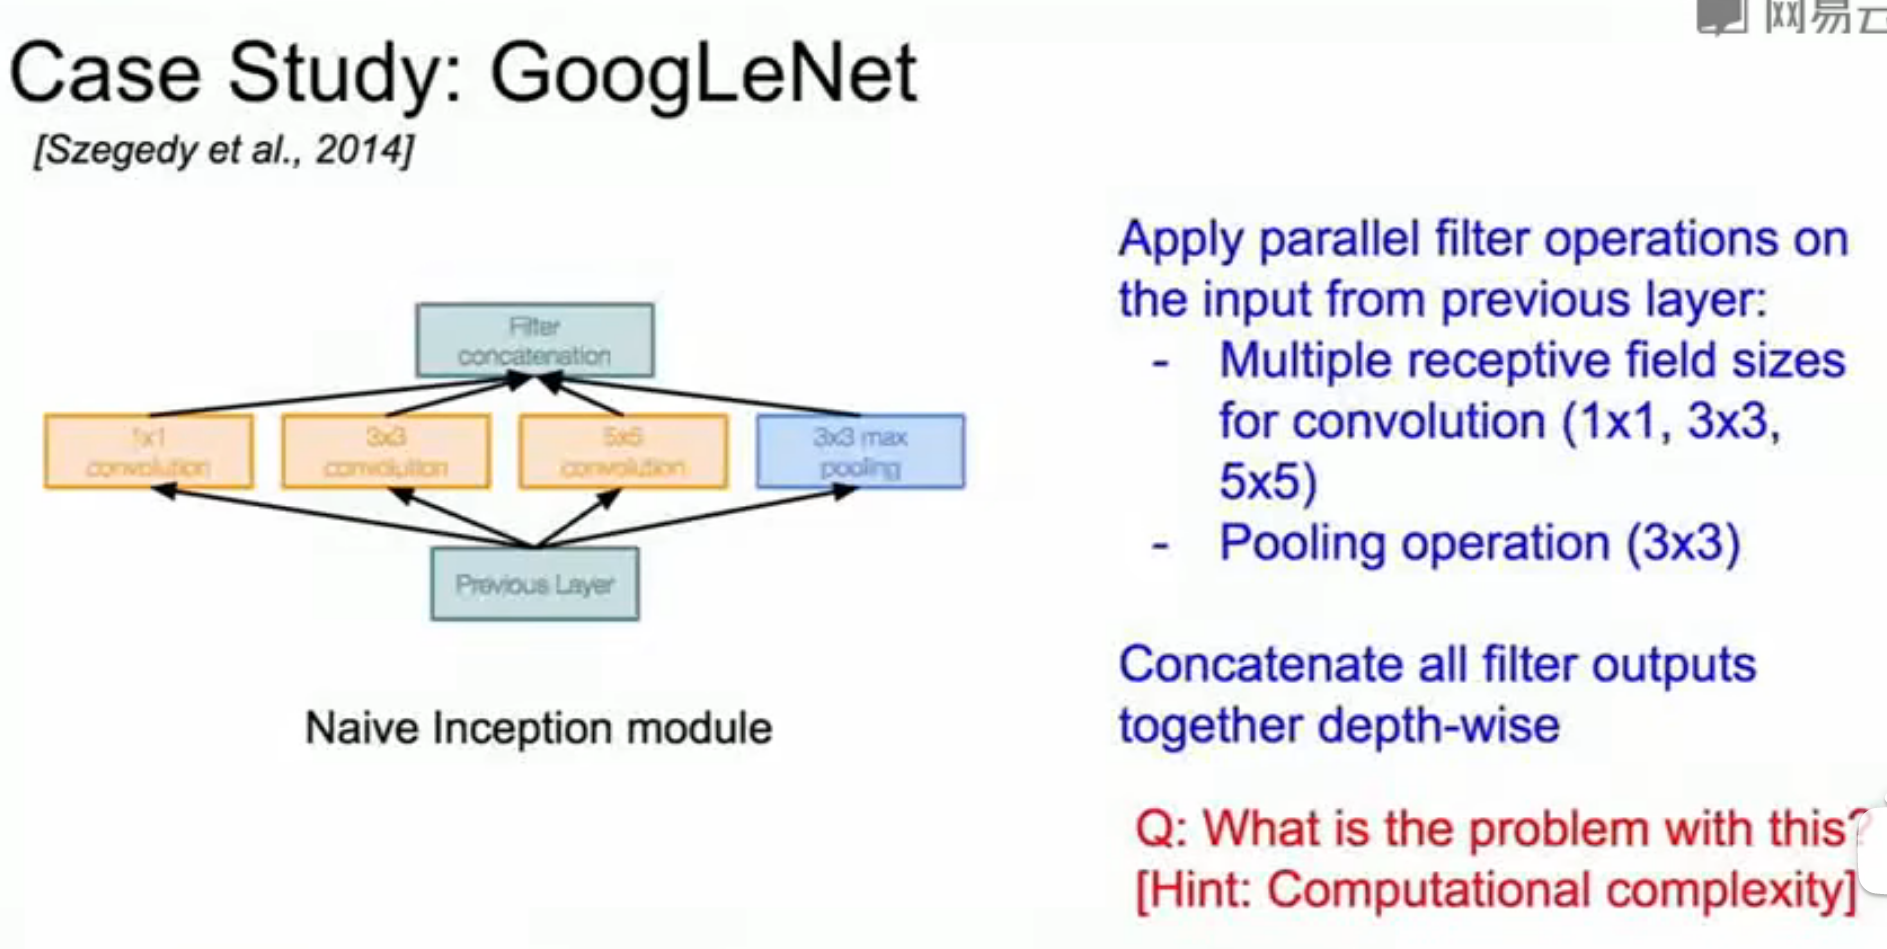 网易云
Case Study: GoogLeNet
[Szegedy et al., 2014]
Filter
concatenation
1x1
convolution
3x3
convolution
5x5
convolution
3x3 max
pooling
Previous Layer
Naive Inception module
Apply parallel filter operations on
the input from previous layer:
- Multiple receptive field sizes
for convolution (1x1, 3x3,
5x5)
- Pooling operation (3x3)
Concatenate all filter outputs
together depth-wise
Q: What is the problem with this?
[Hint: Computational complexity]